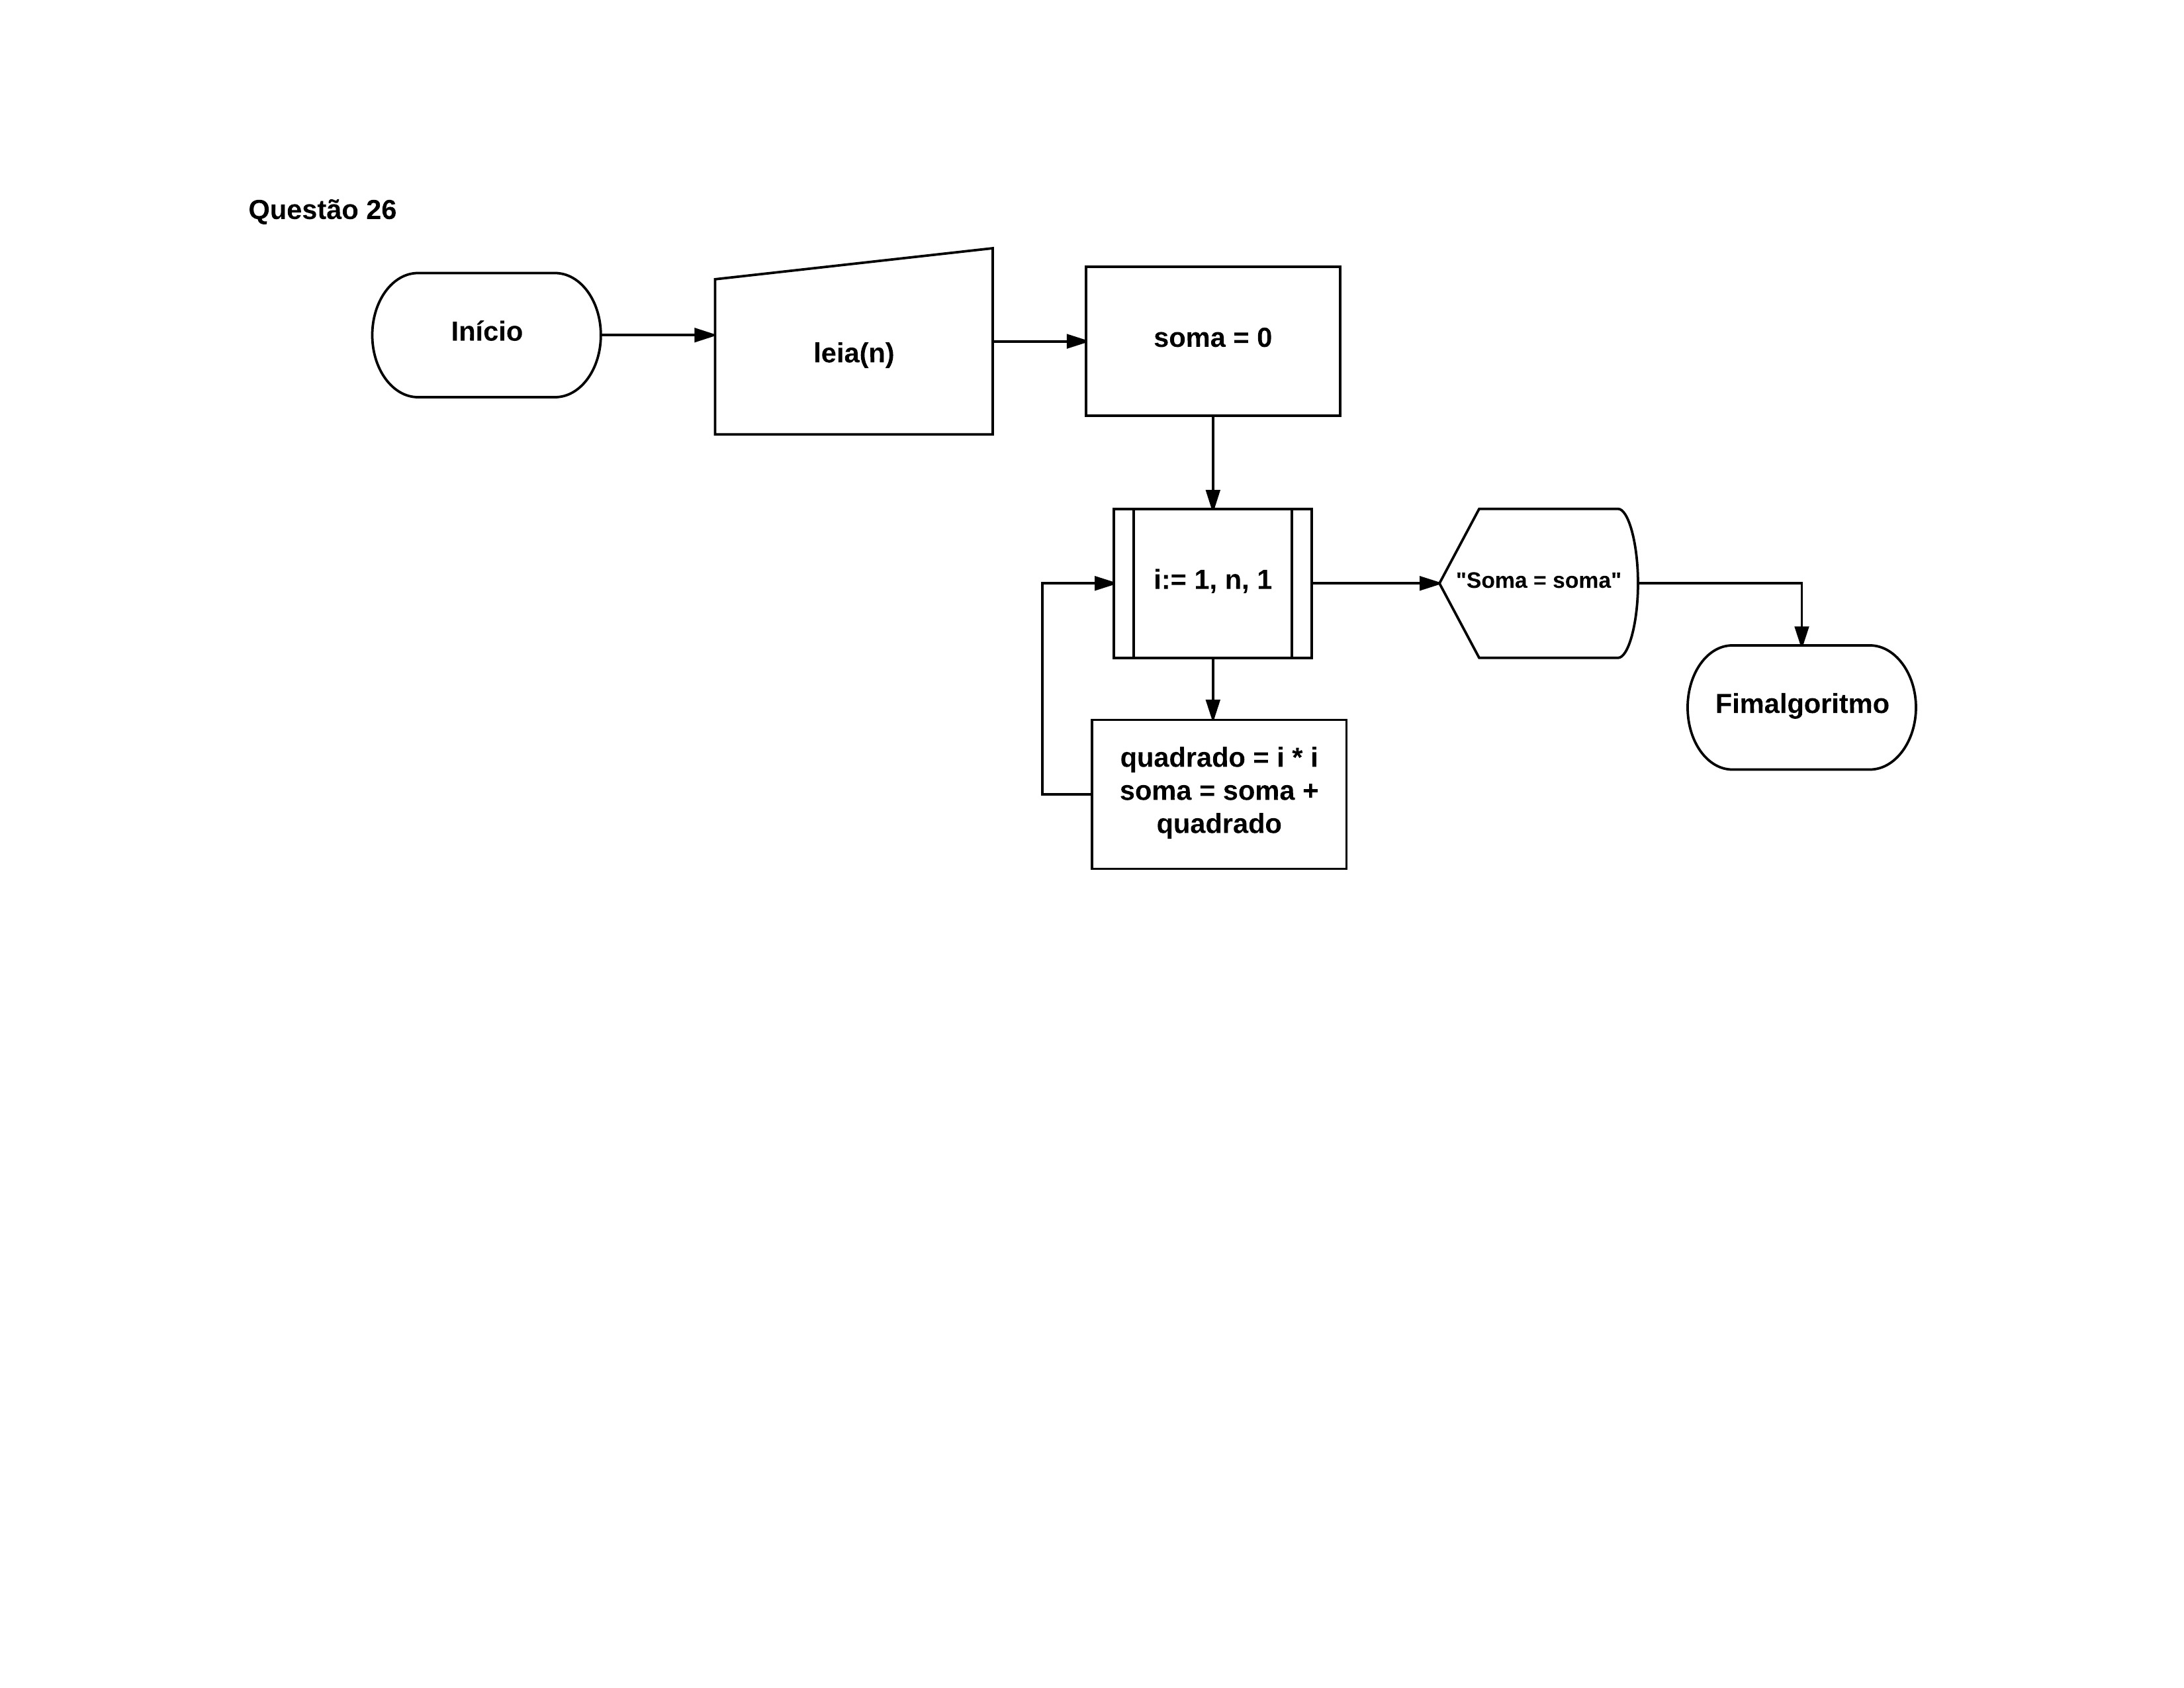 Questão 26
Início
leia(n)
soma = 0
i:= 1, n, 1
"Soma = soma"
Fimalgoritmo
quadrado = i * i
soma = soma +
quadrado